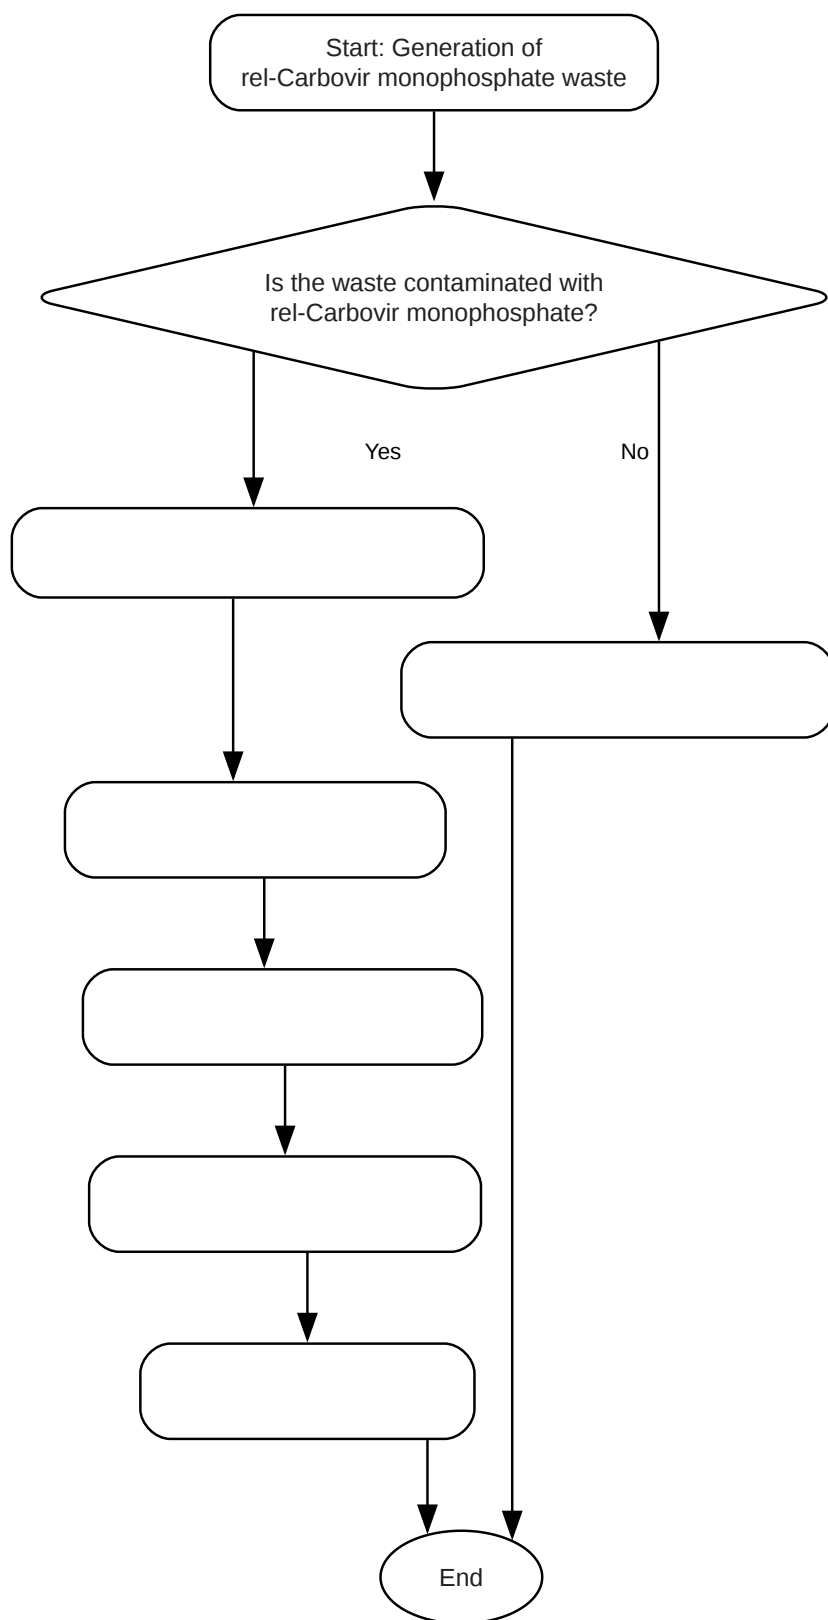 Start: Generation of
rel-Carbovir monophosphate waste
Is the waste contaminated with
rel-Carbovir monophosphate?
Yes
No
End